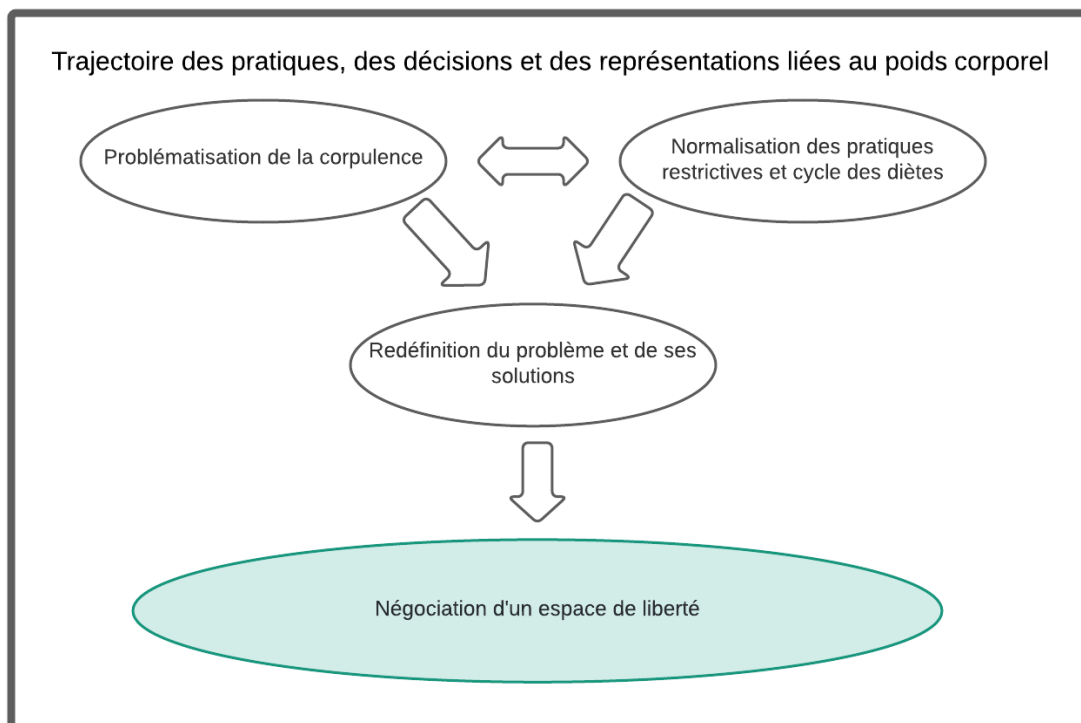 Trajectoire des pratiques, des décisions et des représentations liées au poids corporel
Problématisation de la corpulence
Normalisation des pratiques
restrictives et cycle des diètes
Redéfinition du problème et de ses
solutions
Négociation d'un espace de liberté